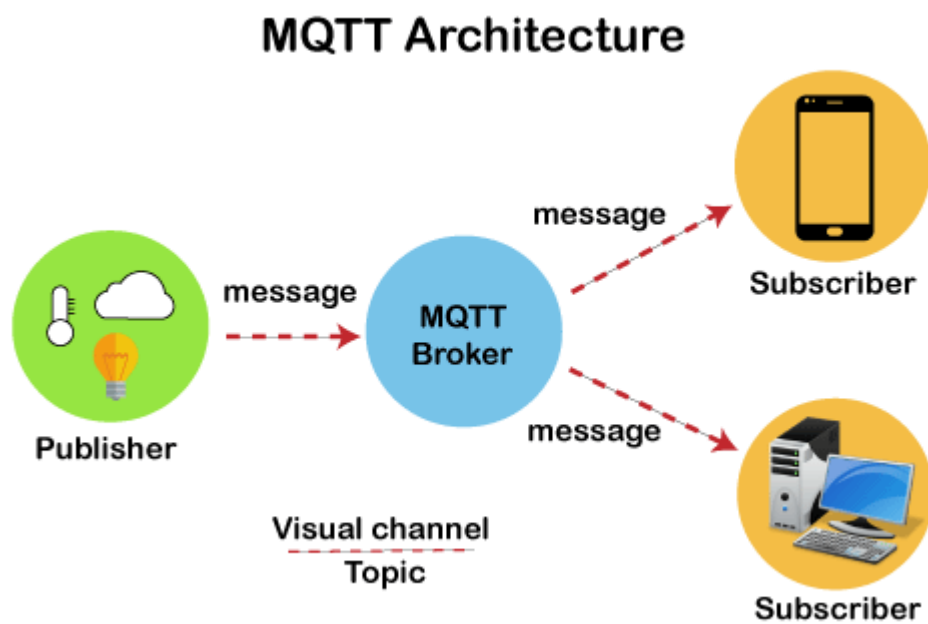 MQTT Architecture
message
Subscriber
message
MQTT
Broker
Publisher
message
Subscriber
Visual channel
Topic